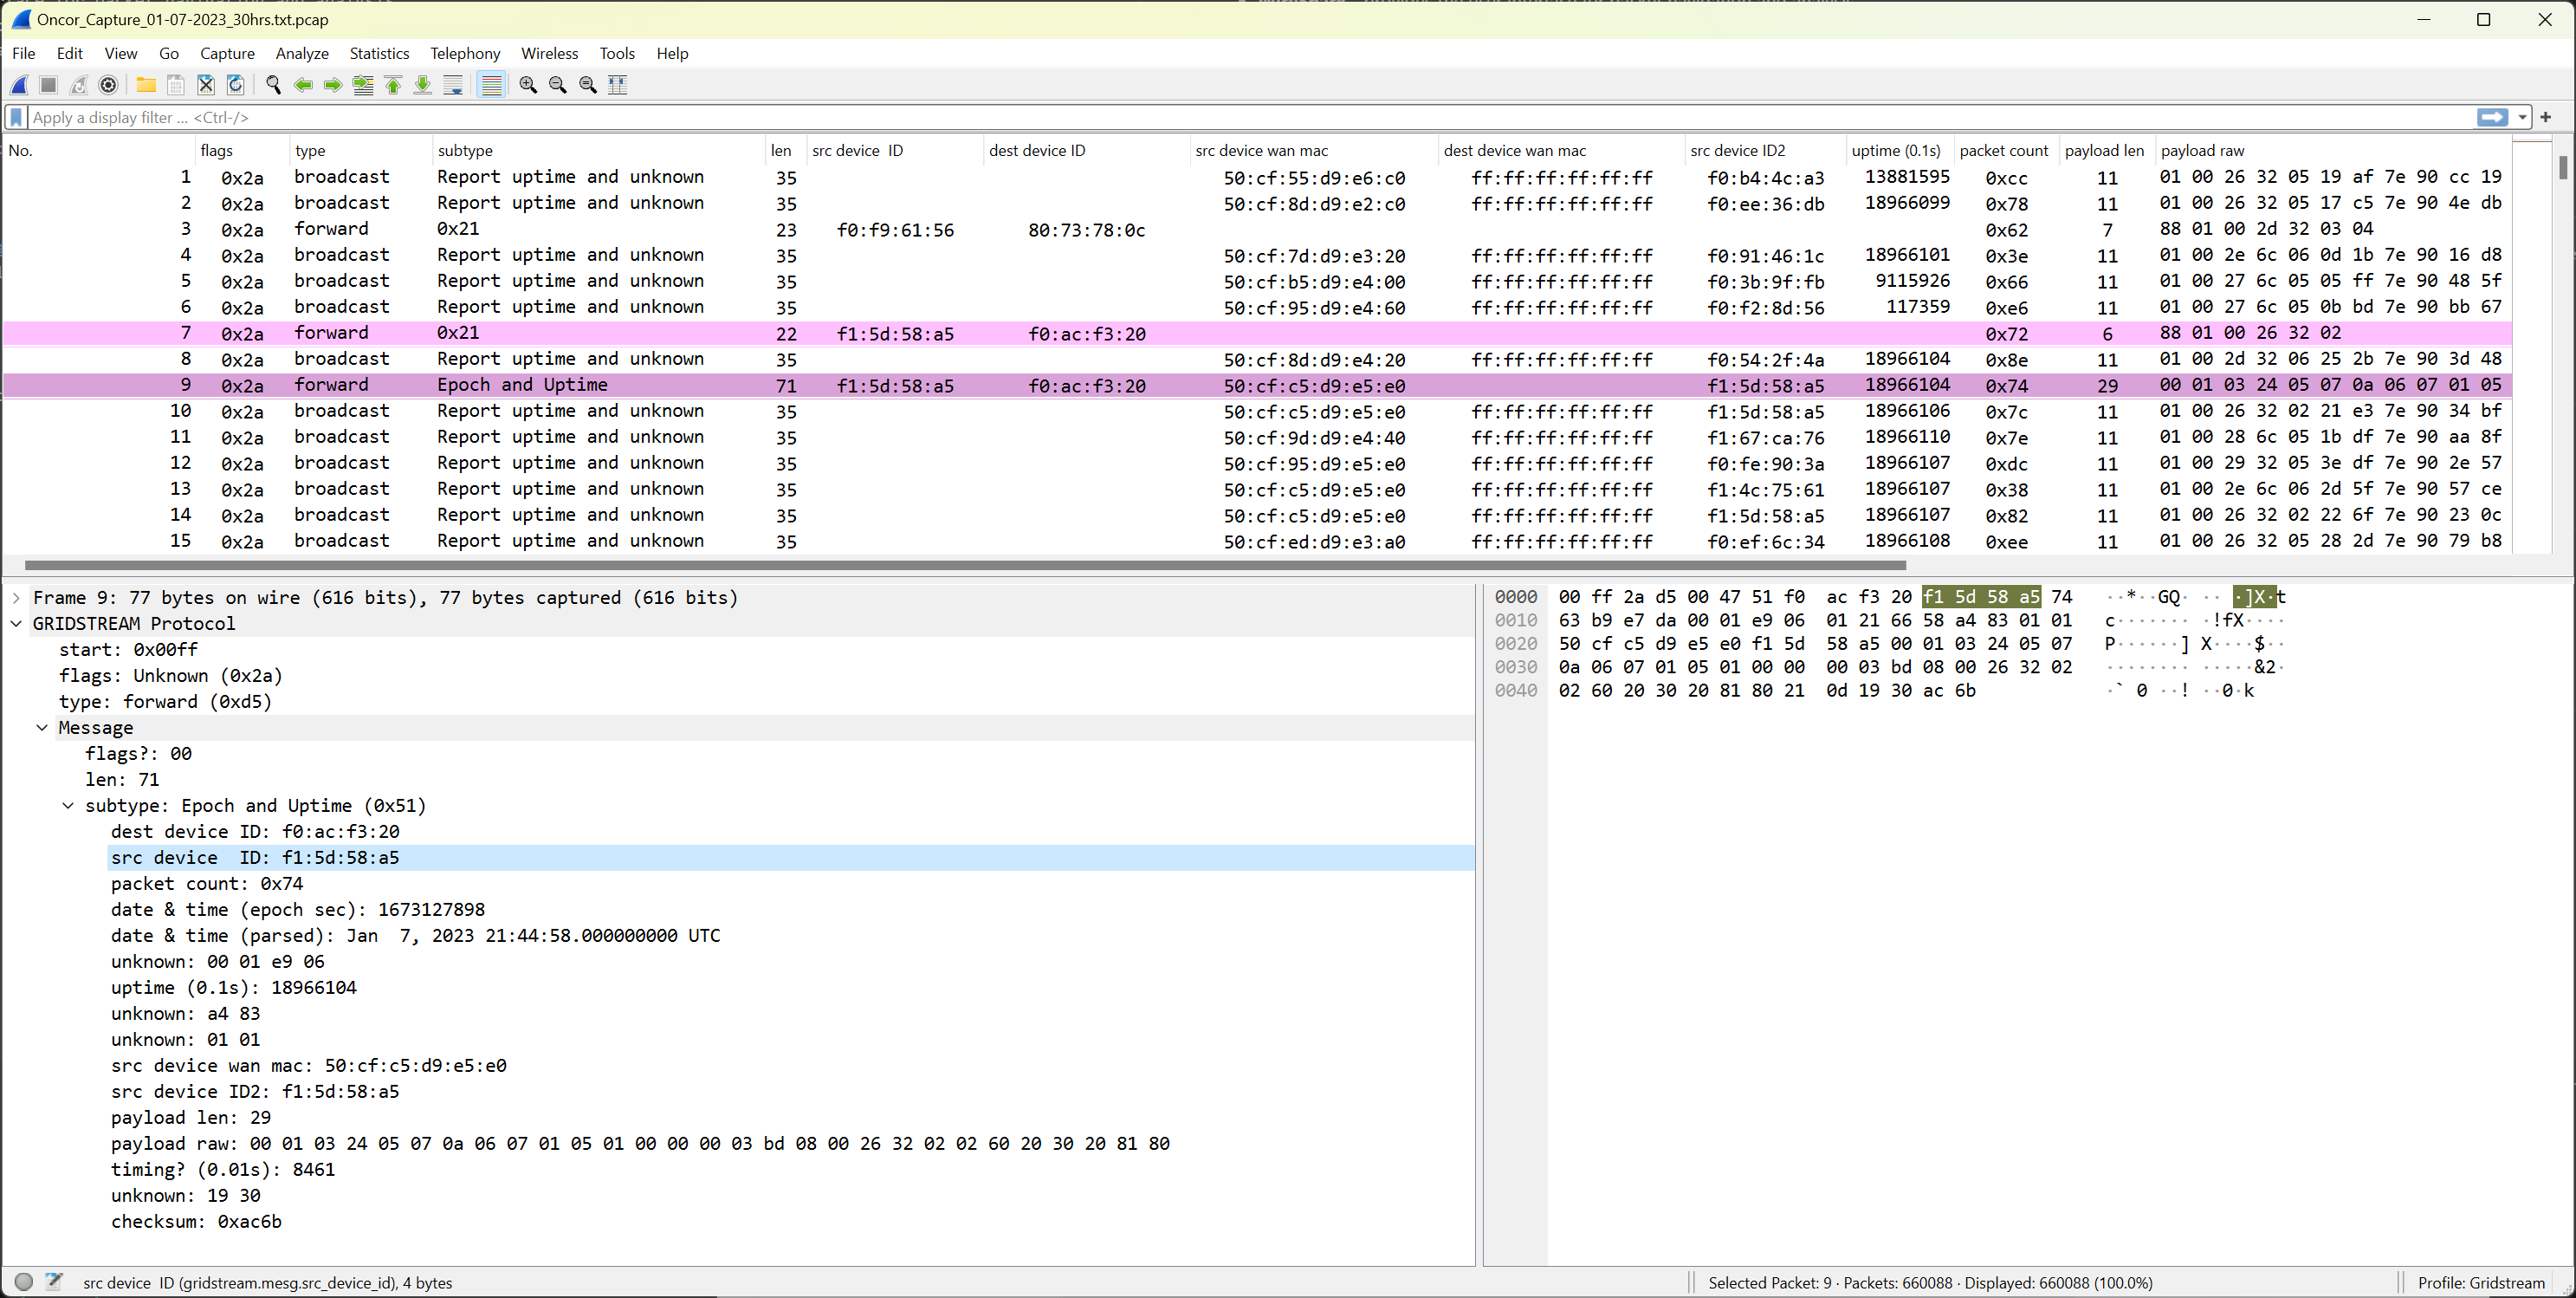 Oncor_Capture_01-07-2023_30hrs.txt.pcap
File Edit View Go Capture Analyze Statistics Telephony Wireless Tools Help
Apply a display filter ... <Ctrl-/>
No. flags type subtype len src device ID dest device ID src device wan mac dest device wan mac src device ID2 uptime (0.1s) packet count payload len payload raw
1 0x2a broadcast Report uptime and unknown 35 50:cf:55:d9:e6:c0 ff:ff:ff:ff:ff:ff f0:b4:4c:a3 13881595 0xcc 11 01 00 26 32 05 19 af 7e 90 cc 19
2 0x2a broadcast Report uptime and unknown 35 50:cf:8d:d9:e2:c0 ff:ff:ff:ff:ff:ff f0:ee:36:db 18966099 0x78 11 01 00 26 32 05 17 c5 7e 90 4e db
3 0x2a forward 0x21 23 f0:f9:61:56 80:73:78:0c 0x62 7 88 01 00 2d 32 03 04
4 0x2a broadcast Report uptime and unknown 35 50:cf:7d:d9:e3:20 ff:ff:ff:ff:ff:ff f0:91:46:1c 18966101 0x3e 11 01 00 2e 6c 06 0d 1b 7e 90 16 d8
5 0x2a broadcast Report uptime and unknown 35 50:cf:b5:d9:e4:00 ff:ff:ff:ff:ff:ff f0:3b:9f:fb 9115926 0x66 11 01 00 27 6c 05 05 ff 7e 90 48 5f
6 0x2a broadcast Report uptime and unknown 35 50:cf:95:d9:e4:60 ff:ff:ff:ff:ff:ff f0:f2:8d:56 117359 0xe6 11 01 00 27 6c 05 0b bd 7e 90 bb 67
7 0x2a forward 0x21 22 f1:5d:58:a5 f0:ac:f3:20 0x72 6 88 01 00 26 32 02
8 0x2a broadcast Report uptime and unknown 35 50:cf:8d:d9:e4:20 ff:ff:ff:ff:ff:ff f0:54:2f:4a 18966104 0x8e 11 01 00 2d 32 06 25 2b 7e 90 3d 48
9 0x2a forward Epoch and Uptime 71 f1:5d:58:a5 f0:ac:f3:20 50:cf:c5:d9:e5:e0 f1:5d:58:a5 18966104 0x74 29 00 01 03 24 05 07 0a 06 07 01 05
10 0x2a broadcast Report uptime and unknown 35 50:cf:c5:d9:e5:e0 ff:ff:ff:ff:ff:ff f1:5d:58:a5 18966106 0x7c 11 01 00 26 32 02 21 e3 7e 90 34 bf
11 0x2a broadcast Report uptime and unknown 35 50:cf:9d:d9:e4:40 ff:ff:ff:ff:ff:ff f1:67:ca:76 18966110 0x7e 11 01 00 28 6c 05 1b df 7e 90 aa 8f
12 0x2a broadcast Report uptime and unknown 35 50:cf:95:d9:e5:e0 ff:ff:ff:ff:ff:ff f0:fe:90:3a 18966107 0xdc 11 01 00 29 32 05 3e df 7e 90 2e 57
13 0x2a broadcast Report uptime and unknown 35 50:cf:c5:d9:e5:e0 ff:ff:ff:ff:ff:ff f1:4c:75:61 18966107 0x38 11 01 00 2e 6c 06 2d 5f 7e 90 57 ce
14 0x2a broadcast Report uptime and unknown 35 50:cf:c5:d9:e5:e0 ff:ff:ff:ff:ff:ff f1:5d:58:a5 18966107 0x82 11 01 00 26 32 02 22 6f 7e 90 23 0c
15 0x2a broadcast Report uptime and unknown 35 50:cf:ed:d9:e3:a0 ff:ff:ff:ff:ff:ff f0:ef:6c:34 18966108 0xee 11 01 00 26 32 05 28 2d 7e 90 79 b8
Frame 9: 77 bytes on wire (616 bits), 77 bytes captured (616 bits)
GRIDSTREAM Protocol
start: 0x00ff
flags: Unknown (0x2a)
type: forward (0xd5)
Message
flags?: 00
len: 71
subtype: Epoch and Uptime (0x51)
dest device ID: f0:ac:f3:20
src device  ID: f1:5d:58:a5
packet count: 0x74
date & time (epoch sec): 1673127898
date & time (parsed): Jan  7, 2023 21:44:58.000000000 UTC
unknown: 00 01 e9 06
uptime (0.1s): 18966104
unknown: a4 83
unknown: 01 01
src device wan mac: 50:cf:c5:d9:e5:e0
src device ID2: f1:5d:58:a5
payload len: 29
payload raw: 00 01 03 24 05 07 0a 06 07 01 05 01 00 00 00 03 bd 08 00 26 32 02 02 60 20 30 20 81 80
timing? (0.01s): 8461
unknown: 19 30
checksum: 0xac6b
0000 00 ff 2a d5 00 47 51 f0 ac f3 20 f1 5d 58 a5 74 ··*··GQ· ·· ·]X·t
0010 63 b9 e7 da 00 01 e9 06 01 21 66 58 a4 83 01 01 c······· ·!fX····
0020 50 cf c5 d9 e5 e0 f1 5d 58 a5 00 01 03 24 05 07 P······] X····$··
0030 0a 06 07 01 05 01 00 00 00 03 bd 08 00 26 32 02 ········ ·····&2·
0040 02 60 20 30 20 81 80 21 0d 19 30 ac 6b ·` 0 ··! ··0·k
src device  ID (gridstream.mesg.src_device_id), 4 bytes
Selected Packet: 9 · Packets: 660088 · Displayed: 660088 (100.0%)
Profile: Gridstream